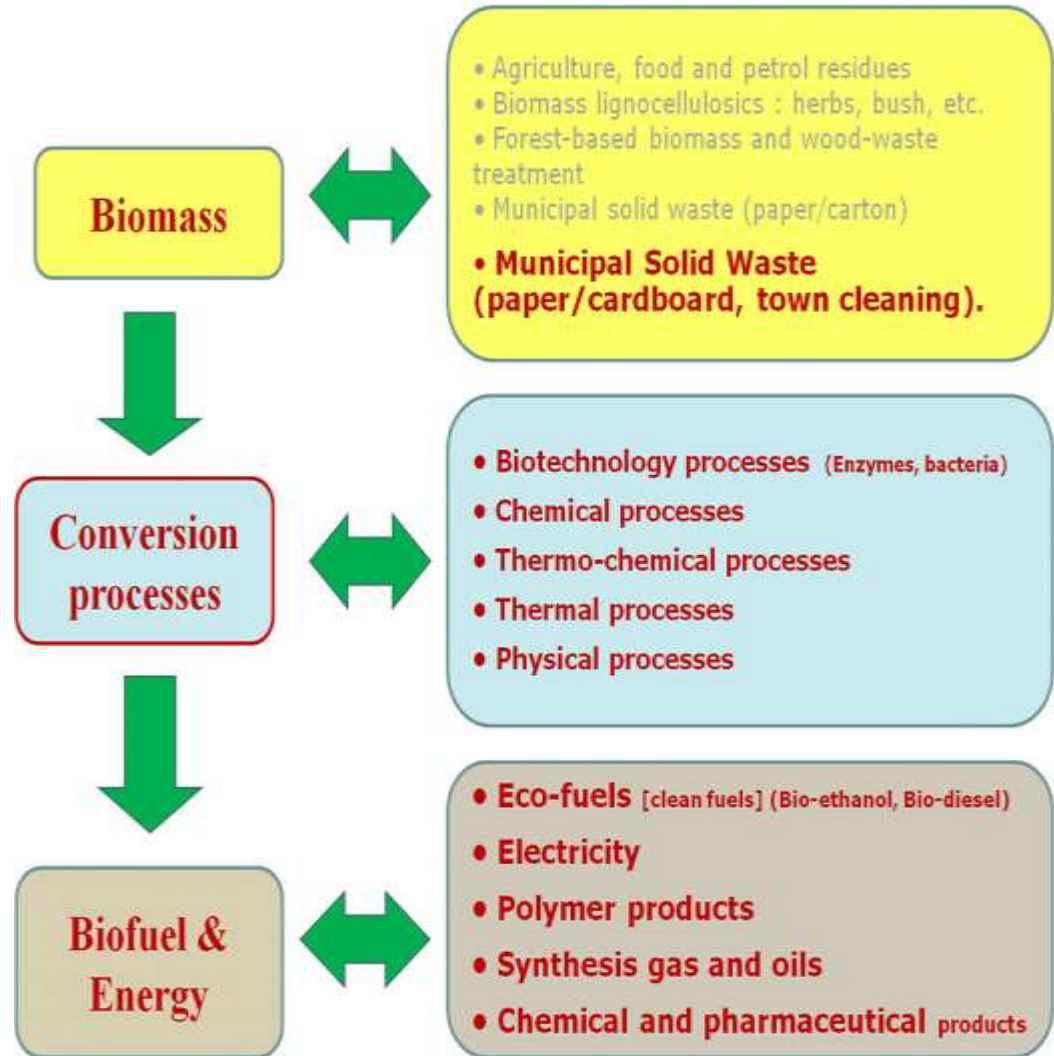 Biomass
• Agriculture, food and petrol residues
• Biomass lignocellulosics : herbs, bush, etc.
• Forest-based biomass and wood-waste
treatment
• Municipal solid waste (paper/carton)
• Municipal Solid Waste
(paper/cardboard, town cleaning).
Conversion
processes
• Biotechnology processes (Enzymes, bacteria)
• Chemical processes
• Thermo-chemical processes
• Thermal processes
• Physical processes
Biofuel &
Energy
• Eco-fuels [clean fuels] (Bio-ethanol, Bio-diesel)
• Electricity
• Polymer products
• Synthesis gas and oils
• Chemical and pharmaceutical products